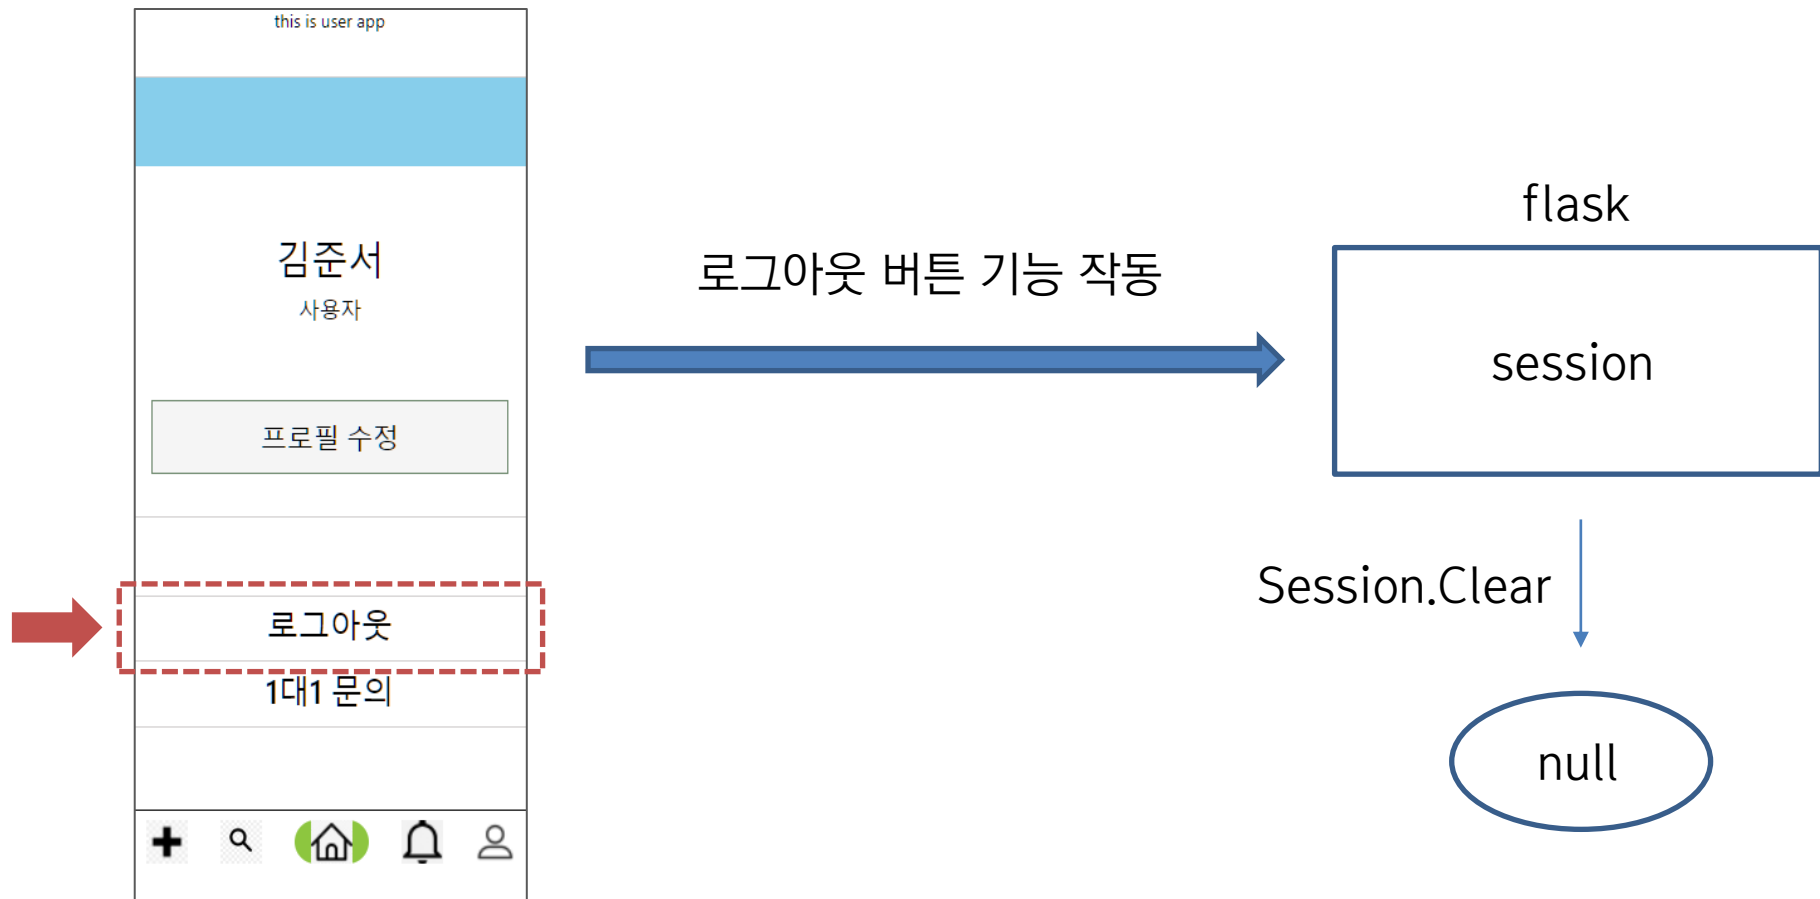 this is user app
김준서
사용자
프로필 수정
로그아웃
1대1 문의
로그아웃 버튼 기능 작동
flask
session
Session.Clear
null